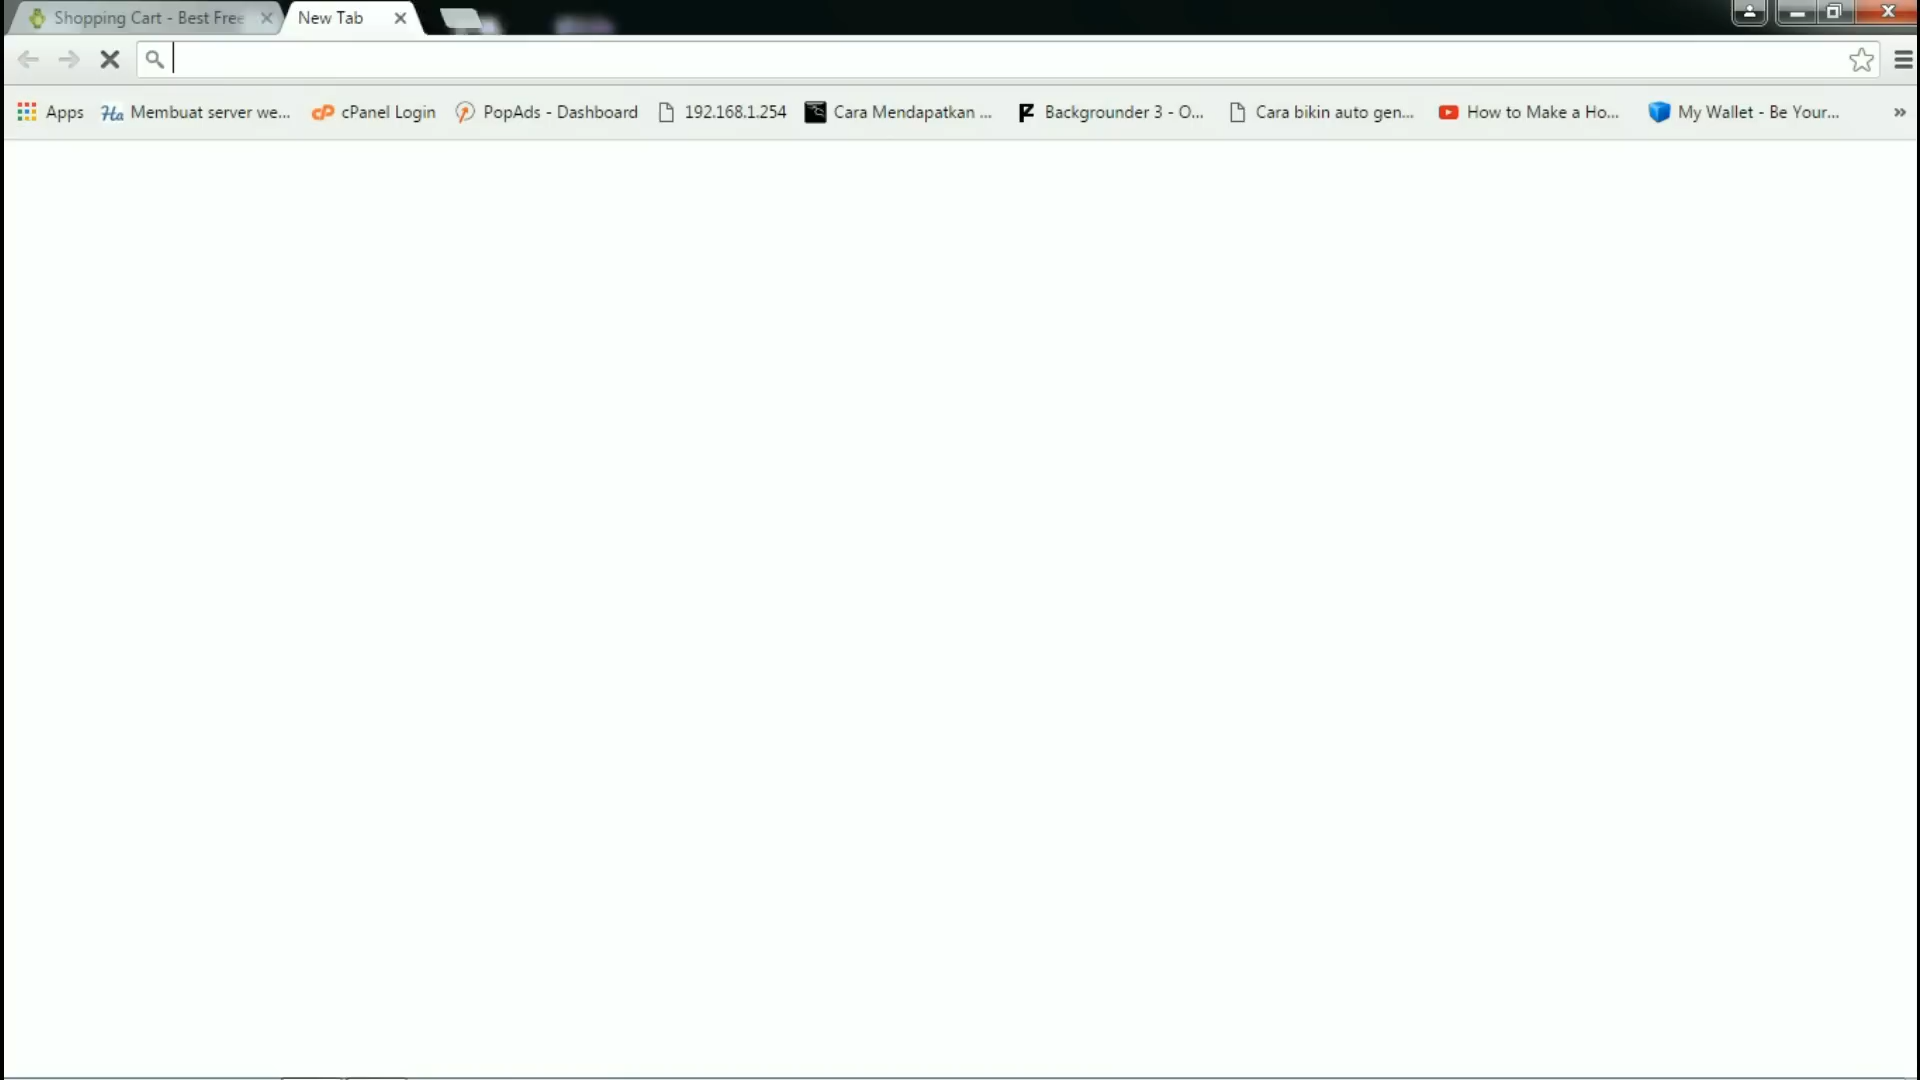 Shopping Cart - Best Free
New Tab
Apps
Membuat server we...
cPanel Login
PopAds - Dashboard
192.168.1.254
Cara Mendapatkan ...
Backgrounder 3 - O...
Cara bikin auto gen...
How to Make a Ho...
My Wallet - Be Your...